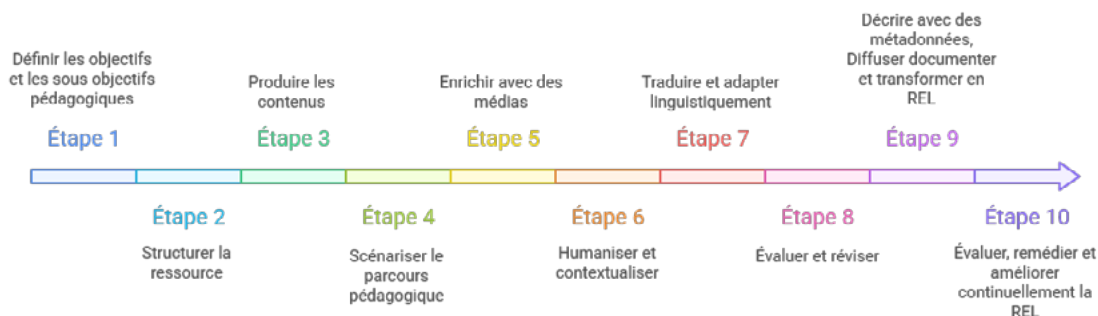 Définir les objectifs
et les sous objectifs
pédagogiques
Étape 1
Étape 2
Structurer la
ressource
Produire les
contenus
Étape 3
Étape 4
Scénariser le
parcours
pédagogique
Enrichir avec des
médias
Étape 5
Étape 6
Humaniser et
contextualiser
Traduire et adapter
linguistiquement
Étape 7
Étape 8
Évaluer et réviser
Décrire avec des
métadonnées,
Diffuser documenter
et transformer en
REL
Étape 9
Étape 10
Évaluer, remédier et
améliorer
continuellement la
REL